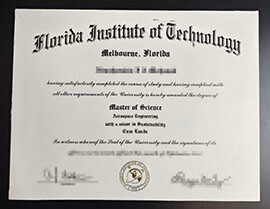 Florida Institute of Technology
Melbourne, Florida
having satisfactorily completed the course of study and having complied with
all other requirements of the University is hereby awarded the degree of
Master of Science
Aerospace Engineering
with a minor in Sustainability
Cum Laude
In witness whereof the Seal of the University and the signatures of its